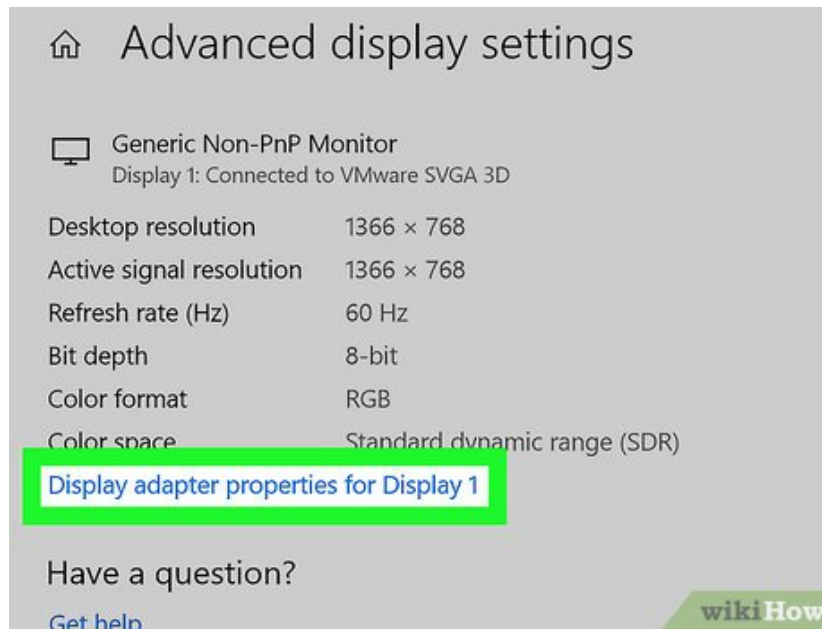 Advanced display settings
Generic Non-PnP Monitor
Display 1: Connected to VMware SVGA 3D
Desktop resolution 1366 × 768
Active signal resolution 1366 × 768
Refresh rate (Hz) 60 Hz
Bit depth 8-bit
Color format RGB
Color space Standard dynamic range (SDR)
Display adapter properties for Display 1
Have a question?
Get help
wikiHow